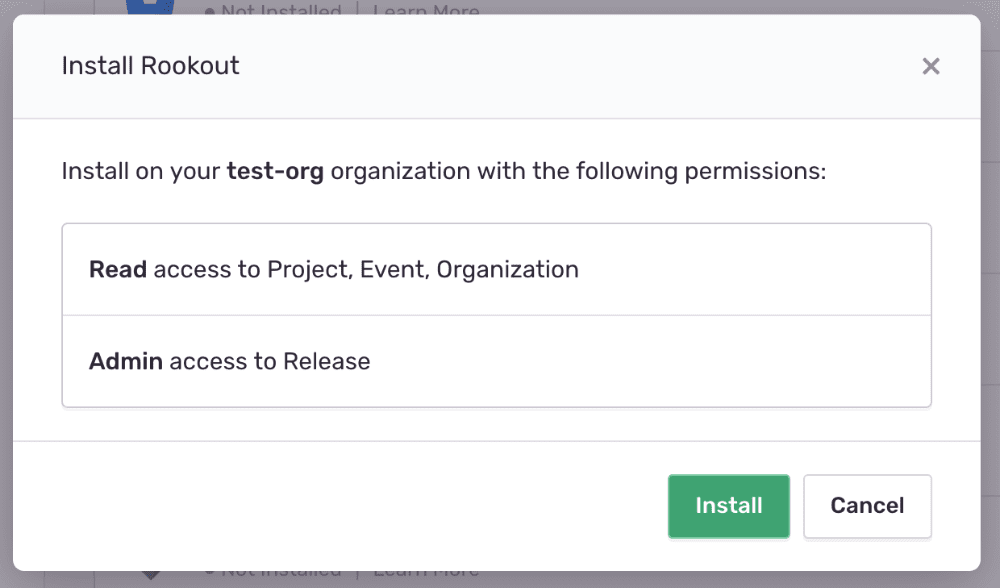 Not Installed | Learn More
Install Rookout
Install on your test-org organization with the following permissions:
Read access to Project, Event, Organization
Admin access to Release
Install Cancel
Not Installed | Learn More